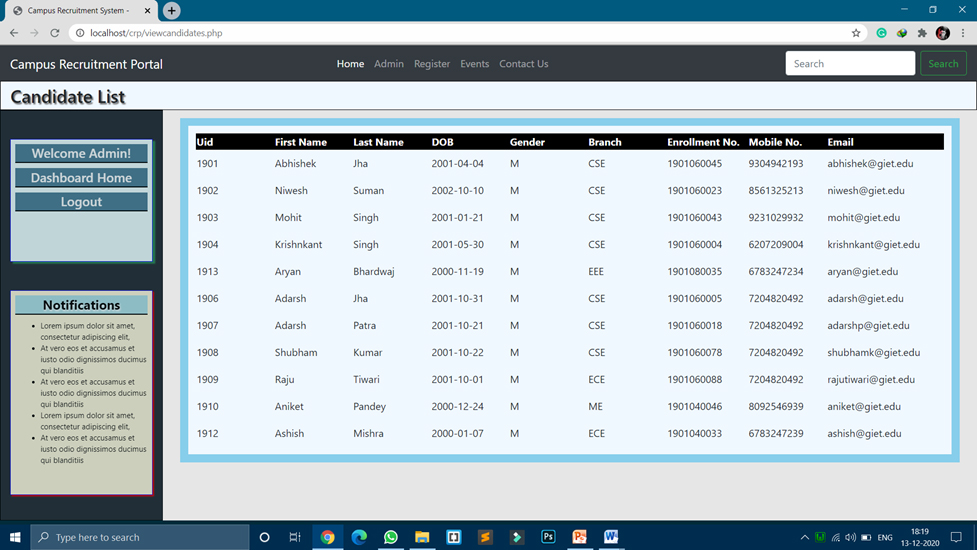 Campus Recruitment System -
localhost/crp/viewcandidates.php
Campus Recruitment Portal Home Admin Register Events Contact Us Search Search
Candidate List
Welcome Admin!
Dashboard Home
Logout
Notifications
Lorem ipsum dolor sit amet,
consectetur adipiscing elit,
At vero eos et accusamus et
iusto odio dignissimos ducimus
qui blanditiis
At vero eos et accusamus et
iusto odio dignissimos ducimus
qui blanditiis
Lorem ipsum dolor sit amet,
consectetur adipiscing elit,
At vero eos et accusamus et
iusto odio dignissimos ducimus
qui blanditiis
Uid First Name Last Name DOB Gender Branch Enrollment No. Mobile No. Email
1901 Abhishek Jha 2001-04-04 M CSE 1901060045 9304942193 abhishek@giet.edu
1902 Niwesh Suman 2002-10-10 M CSE 1901060023 8561325213 niwesh@giet.edu
1903 Mohit Singh 2001-01-21 M CSE 1901060043 9231029932 mohit@giet.edu
1904 Krishnkant Singh 2001-05-30 M CSE 1901060004 6207209004 krishnkant@giet.edu
1913 Aryan Bhardwaj 2000-11-19 M EEE 1901080035 6783247234 aryan@giet.edu
1906 Adarsh Jha 2001-10-31 M CSE 1901060005 7204820492 adarsh@giet.edu
1907 Adarsh Patra 2001-10-21 M CSE 1901060018 7204820492 adarshp@giet.edu
1908 Shubham Kumar 2001-10-22 M CSE 1901060078 7204820492 shubhamk@giet.edu
1909 Raju Tiwari 2001-10-01 M ECE 1901060088 7204820492 rajutiwari@giet.edu
1910 Aniket Pandey 2000-12-24 M ME 1901040046 8092546939 aniket@giet.edu
1912 Ashish Mishra 2000-01-07 M ECE 1901040033 6783247239 ashish@giet.edu
Type here to search
ENG
18:19
13-12-2020